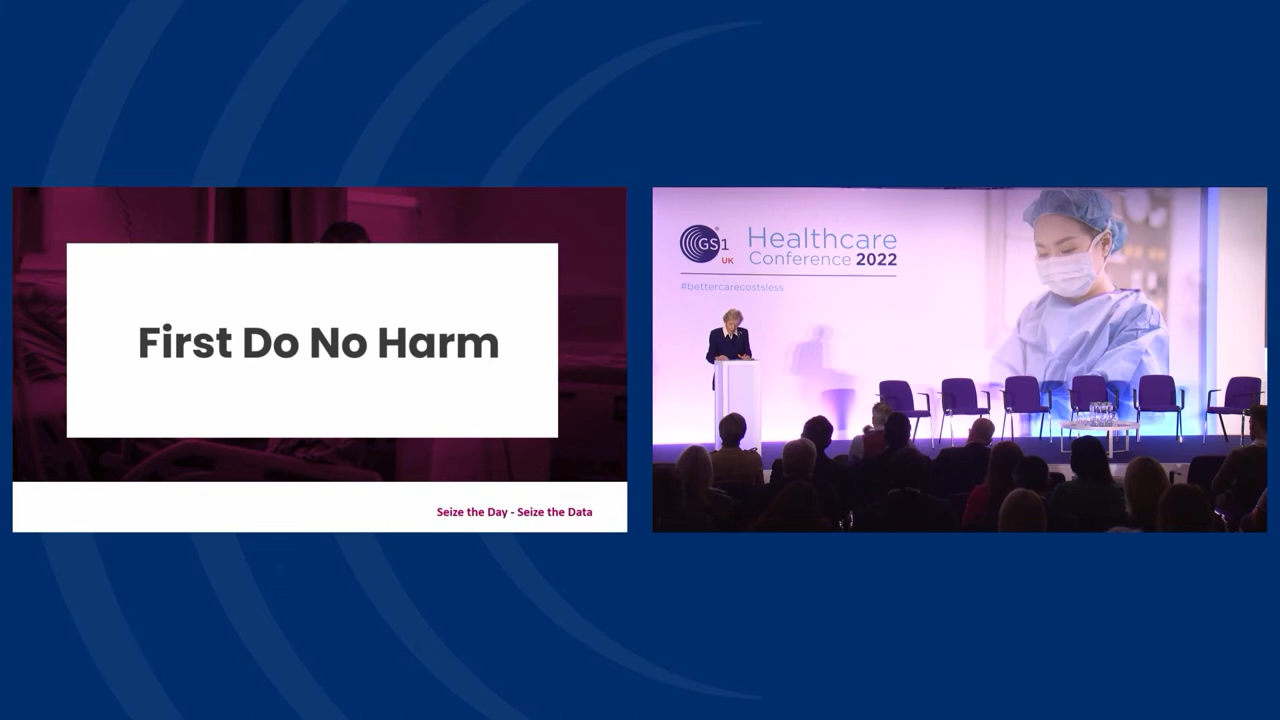 First Do No Harm
Seize the Day - Seize the Data
GS1
UK
Healthcare
Conference 2022
#bettercarecostsless